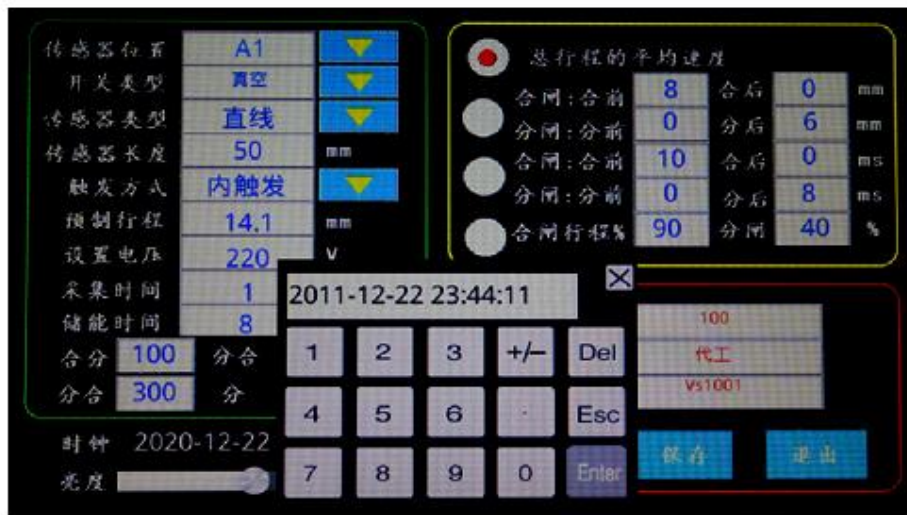 传感器位置 A1
开关类型 真空
传感器类型 直线
传感器长度 50 mm
触发方式 内触发
预制行程 14.1 mm
设置电压 220 V
采集时间 1
储能时间 8
合分 100 分合
分合 300 分
时钟 2020-12-22
亮度
总行程的平均速度
合闸:合前 8 合后 0 mm
分闸:分前 0 分后 6 mm
合闸:合前 10 合后 0 ms
分闸:分前 0 分后 8 ms
合闸行程% 90 分闸 40 %
2011-12-22 23:44:11
1 2 3 +/- Del
4 5 6 . Esc
7 8 9 0 Enter
100
代工
Vs1001
保存 退出